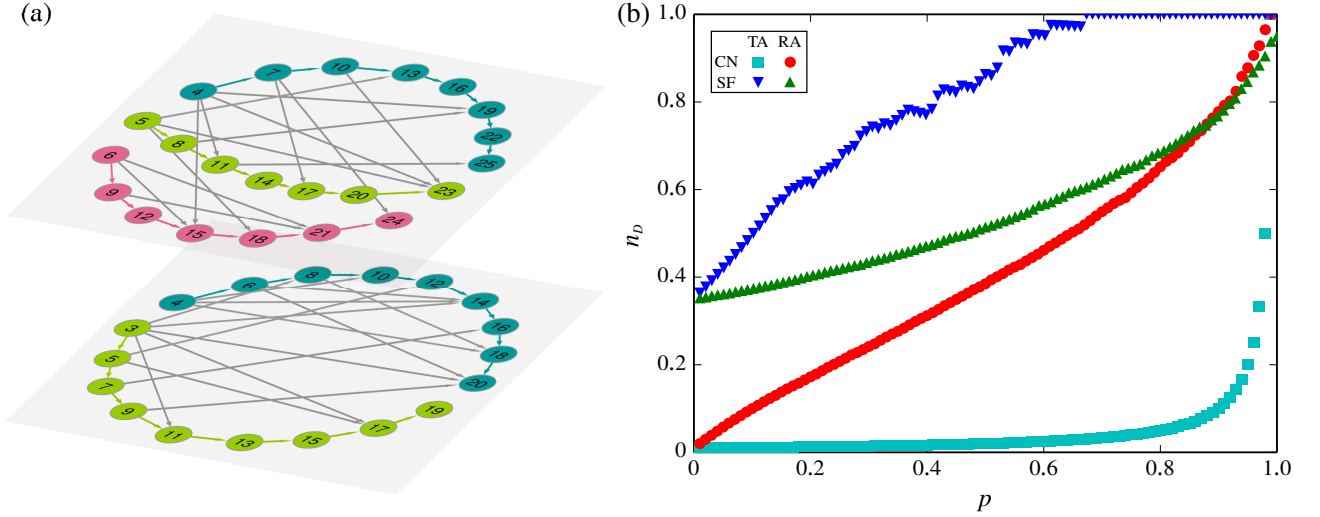 (a)
4 7 10 13 16 19 22 25
5 8 11 14 17 20 23
6 9 12 15 18 21 24
4 6 8 10 12 14 16 18 20
3 5 7 9 11 13 15 17 19
(b)
TA RA
CN
SF
1.0
0.8
0.6
0.4
0.2
0
n_D
0 0.2 0.4 0.6 0.8 1.0
p